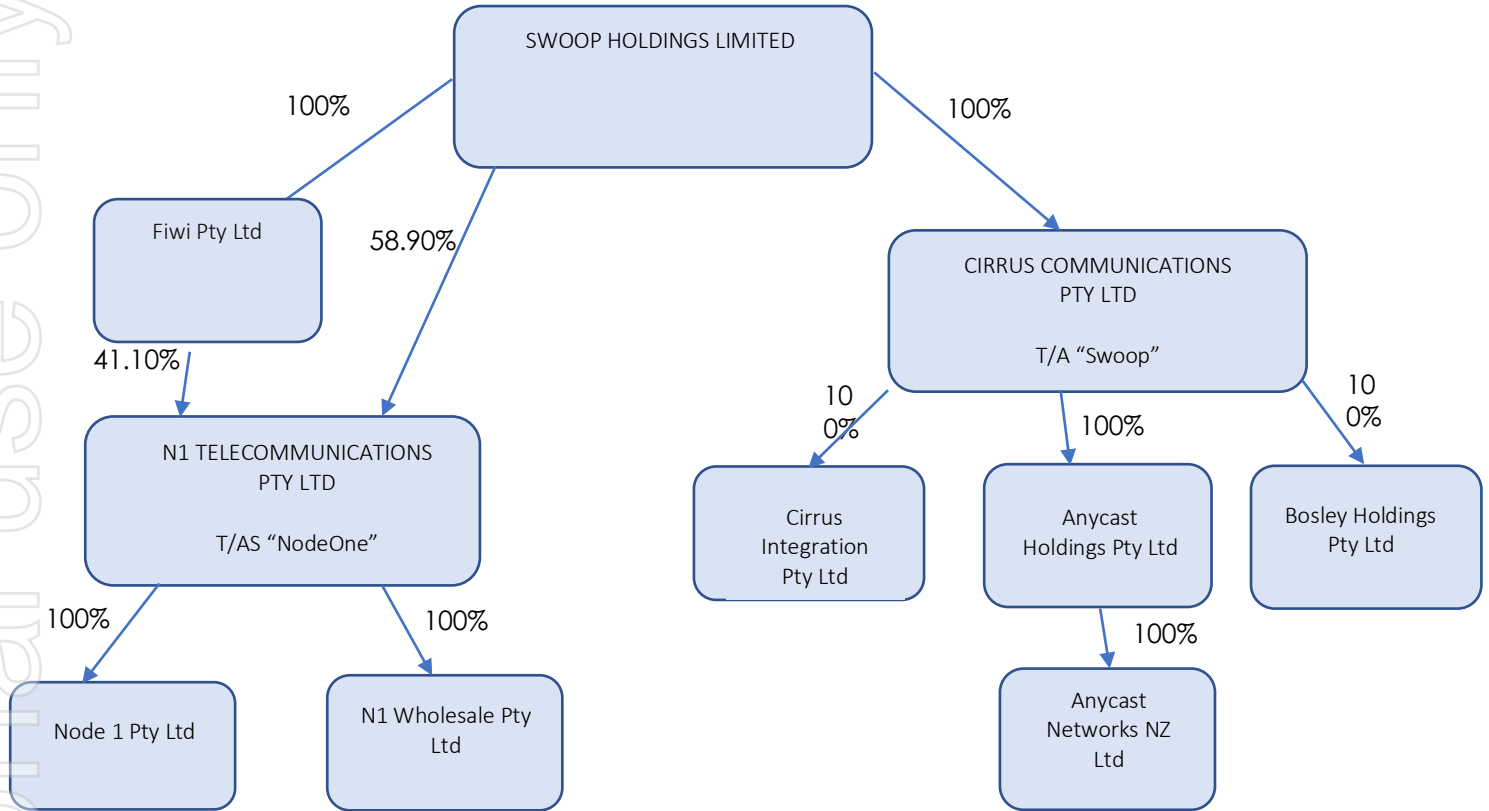 SWOOP HOLDINGS LIMITED
100%
100%
Fiwi Pty Ltd
58.90%
CIRRUS COMMUNICATIONS
PTY LTD
T/A “Swoop”
41.10%
N1 TELECOMMUNICATIONS
PTY LTD
T/AS “NodeOne”
10
0%
100%
10
0%
Cirrus
Integration
Pty Ltd
Anycast
Holdings Pty Ltd
Bosley Holdings
Pty Ltd
100%
100%
100%
Node 1 Pty Ltd
N1 Wholesale Pty
Ltd
Anycast
Networks NZ
Ltd
use only